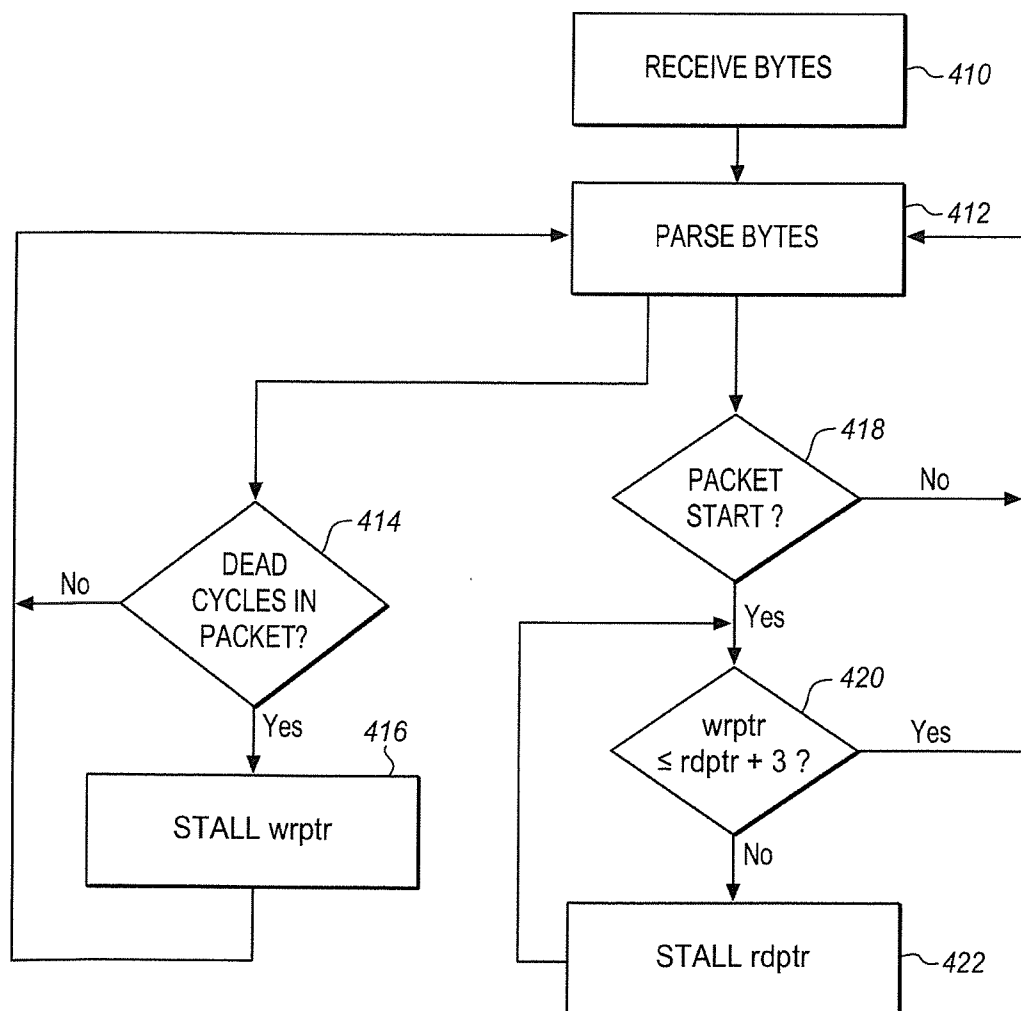 RECEIVE BYTES
410
PARSE BYTES
412
PACKET
START ?
418
No
DEAD
CYCLES IN
PACKET?
414
No
Yes
Yes
wrptr
≤ rdptr + 3 ?
420
Yes
STALL wrptr
416
No
STALL rdptr
422